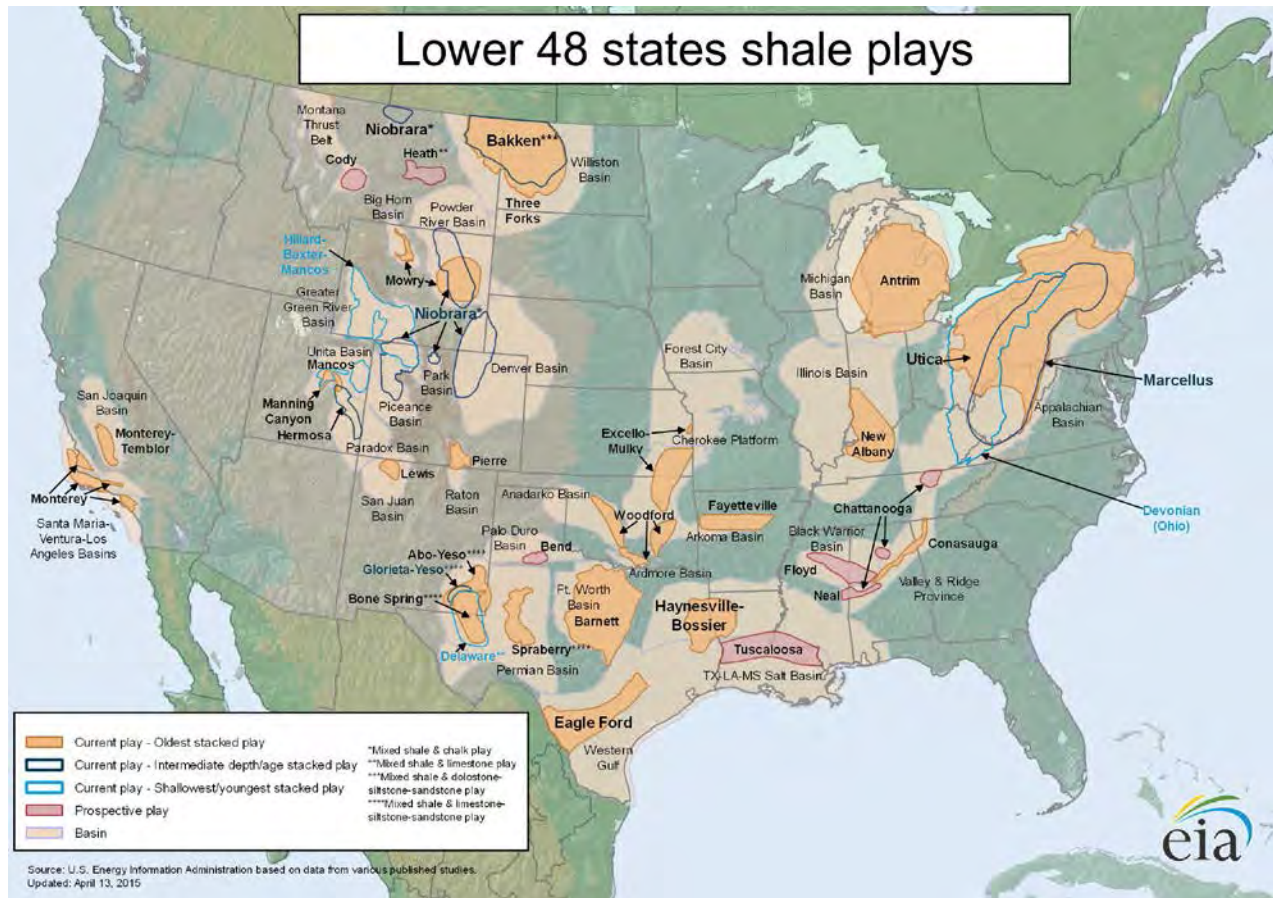 Lower 48 states shale plays
Montana
Thrust
Belt
Niobrara*
Bakken***
Cody
Heath**
Williston
Basin
Big Horn
Basin
Powder
River Basin
Three
Forks
Hilliard-
Baxter-
Mancos
Mowry
Greater
Green River
Basin
Niobrara*
Michigan
Basin
Antrim
Uinta Basin
Mancos
Park
Basin
Denver Basin
Forest City
Basin
Illinois Basin
Utica
Marcellus
Appalachian
Basin
San Joaquin
Basin
Manning
Canyon
Piceance
Basin
Hermosa
Monterey-
Temblor
Paradox Basin
Excello-
Mulky
Cherokee Platform
New
Albany
Lewis
Pierre
Monterey
San Juan
Basin
Raton
Basin
Anadarko Basin
Woodford
Fayetteville
Chattanooga
Devonian
(Ohio)
Santa Maria-
Ventura-Los
Angeles Basins
Palo Duro
Basin
Bend
Arkoma Basin
Black Warrior
Basin
Conasauga
Abo-Yeso****
Glorieta-Yeso****
Ardmore Basin
Floyd
Neal
Valley & Ridge
Province
Bone Spring****
Ft. Worth
Basin
Barnett
Haynesville-
Bossier
Delaware**
Spraberry****
Permian Basin
Tuscaloosa
TX-LA-MS Salt Basin
Eagle Ford
Western
Gulf
Current play - Oldest stacked play
Current play - Intermediate depth/age stacked play
Current play - Shallowest/youngest stacked play
Prospective play
Basin
*Mixed shale & chalk play
**Mixed shale & limestone play
***Mixed shale & dolostone-
siltstone-sandstone play
****Mixed shale & limestone-
siltstone-sandstone play
eia
Source: U.S. Energy Information Administration based on data from various published studies.
Updated: April 13, 2015